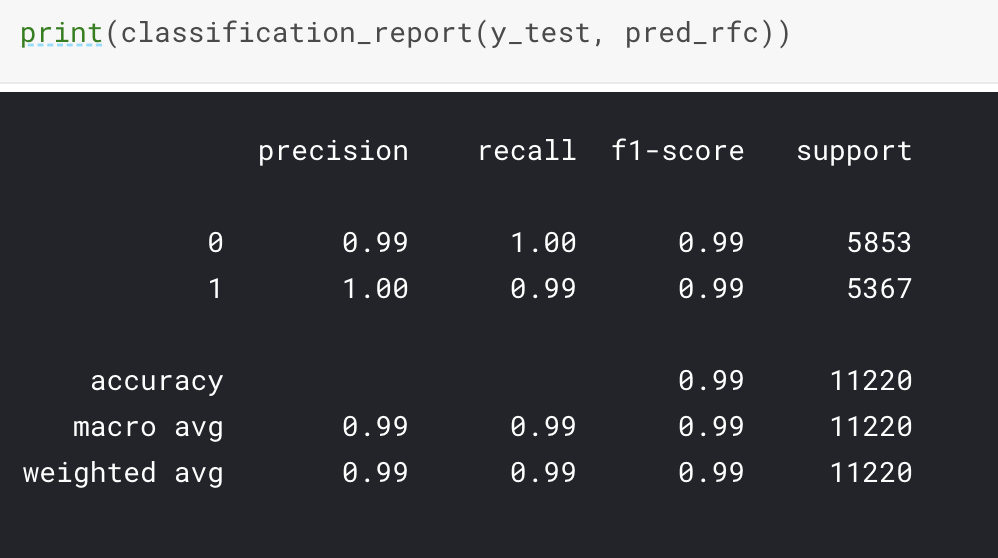 print(classification_report(y_test, pred_rfc))
precision recall f1-score support
0 0.99 1.00 0.99 5853
1 1.00 0.99 0.99 5367
accuracy 0.99 11220
macro avg 0.99 0.99 0.99 11220
weighted avg 0.99 0.99 0.99 11220